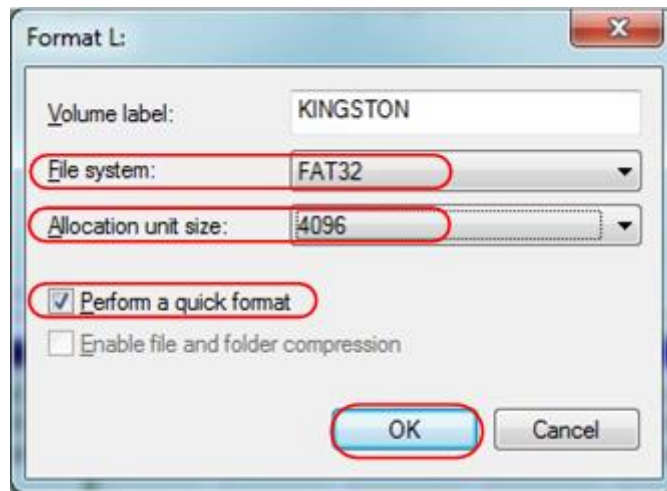 Format L:
Volume label: KINGSTON
File system: FAT32
Allocation unit size: 4096
Perform a quick format
Enable file and folder compression
OK Cancel